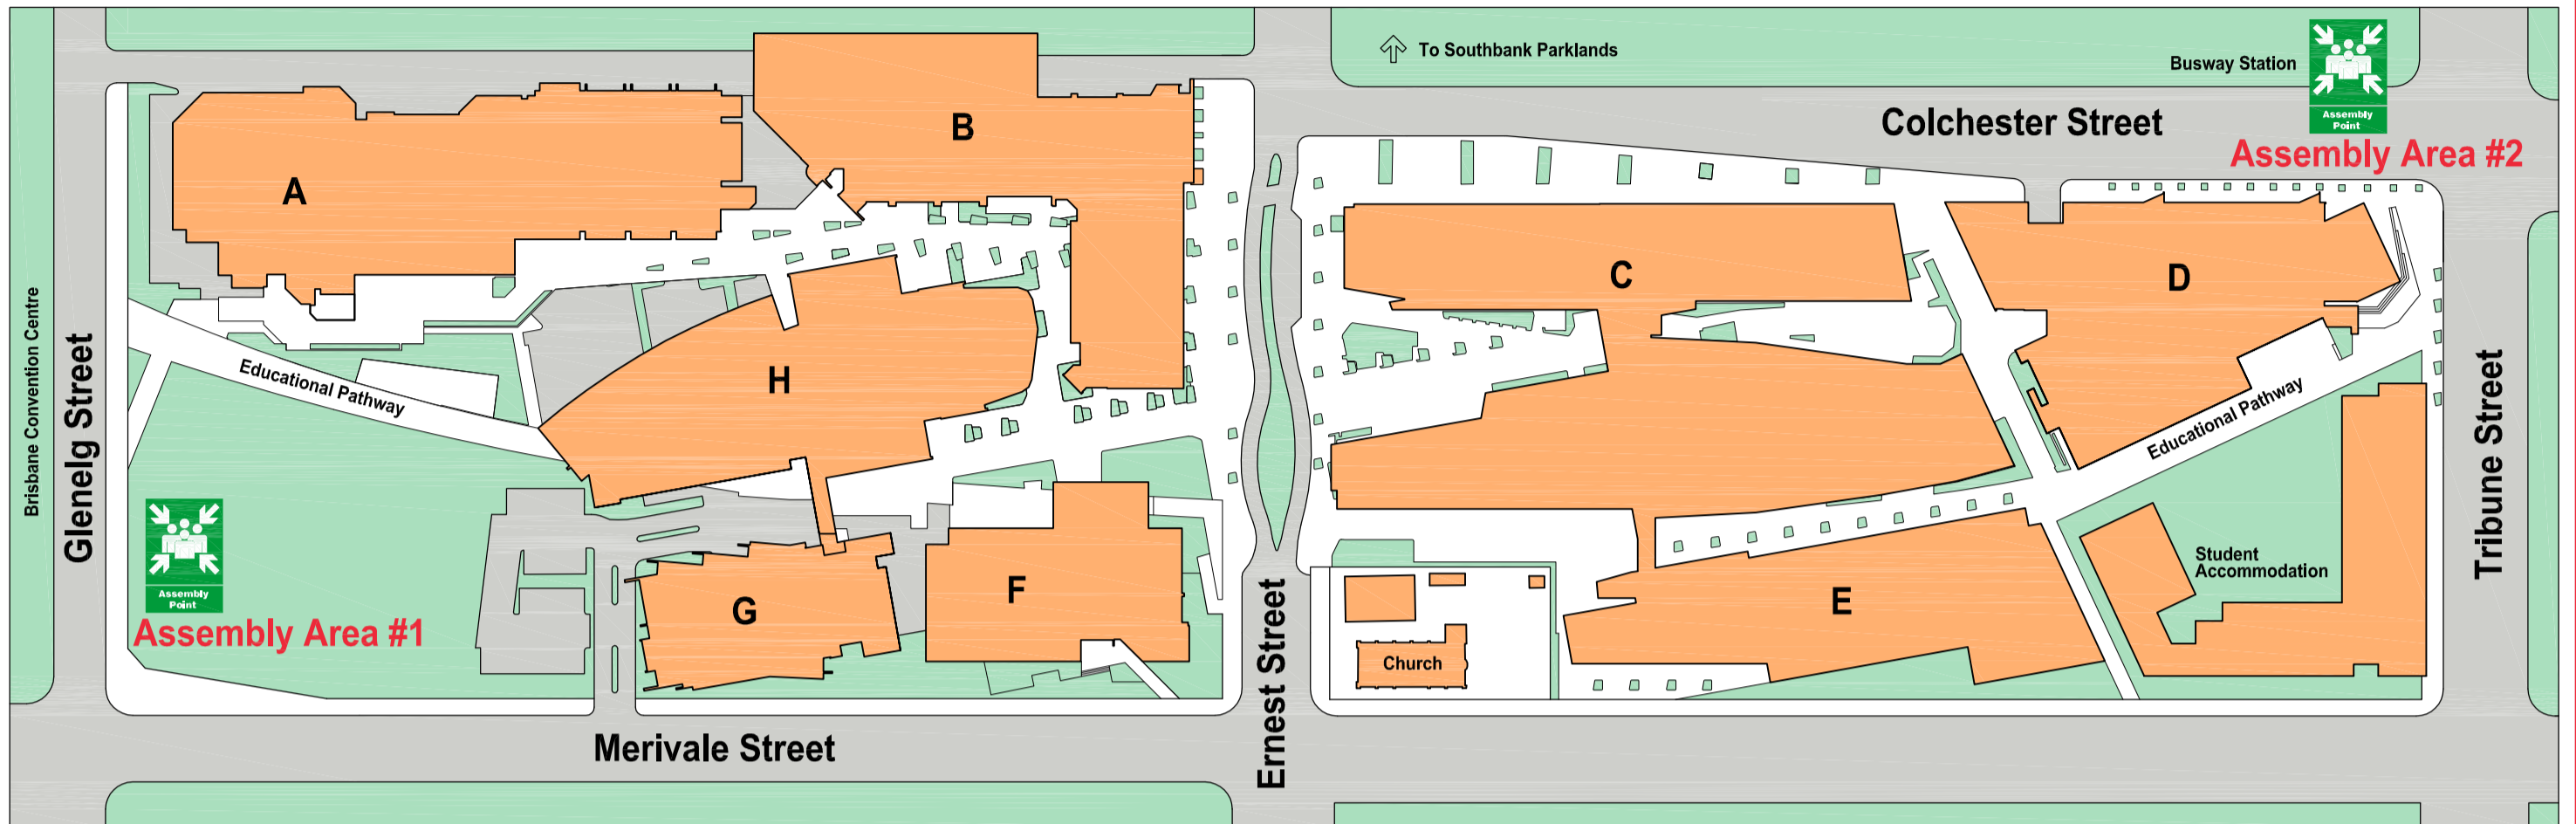 To Southbank Parklands
Busway Station
Assembly
Point
Colchester Street
Assembly Area #2
A
B
C
D
Brisbane Convention Centre
Glenelg Street
Educational Pathway
H
Educational Pathway
Tribune Street
Assembly
Point
Assembly Area #1
G
F
Ernest Street
Church
E
Student
Accommodation
Merivale Street